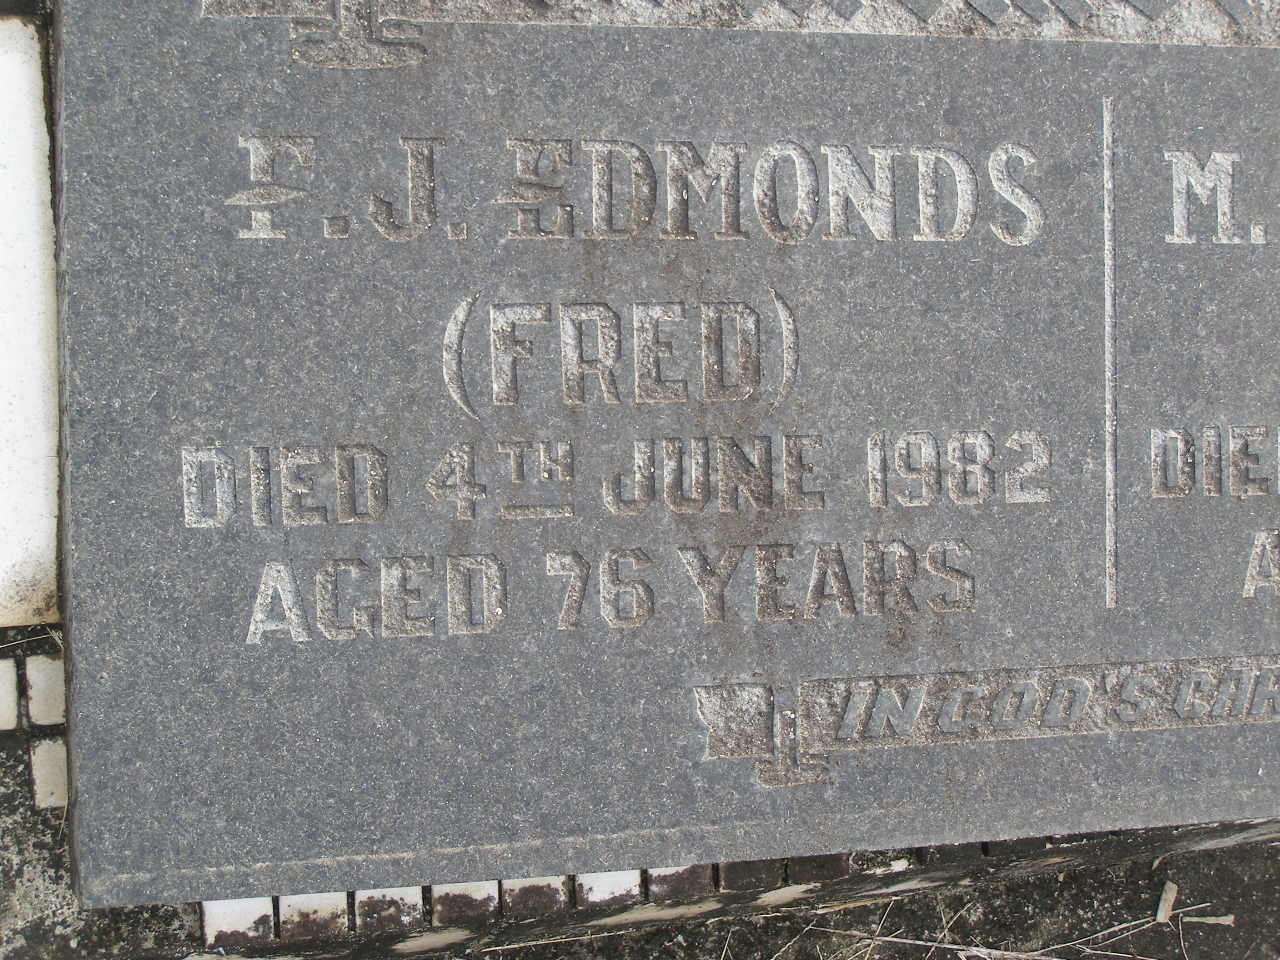 F. J. EDMONDS
(FRED)
DIED 4TH JUNE 1982
AGED 76 YEARS
M.
IN GOD'S